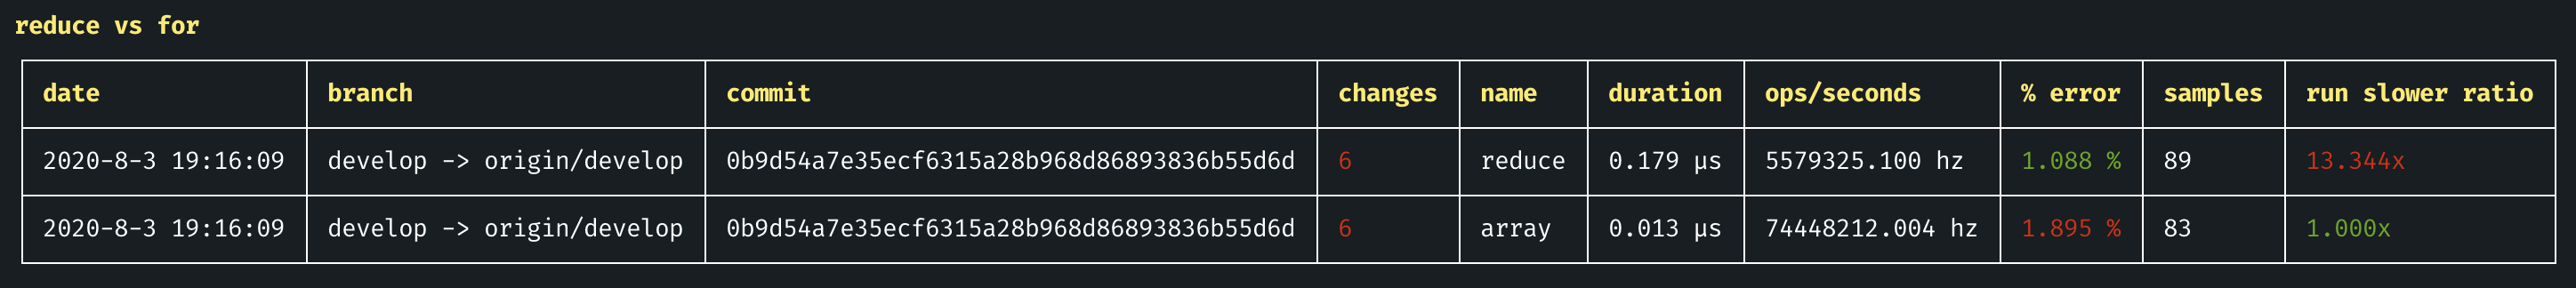 reduce vs for
date branch commit changes name duration ops/seconds % error samples run slower ratio
2020-8-3 19:16:09 develop -> origin/develop 0b9d54a7e35ecf6315a28b968d86893836b55d6d 6 reduce 0.179 μs 5579325.100 hz 1.088 % 89 13.344x
2020-8-3 19:16:09 develop -> origin/develop 0b9d54a7e35ecf6315a28b968d86893836b55d6d 6 array 0.013 μs 74448212.004 hz 1.895 % 83 1.000x